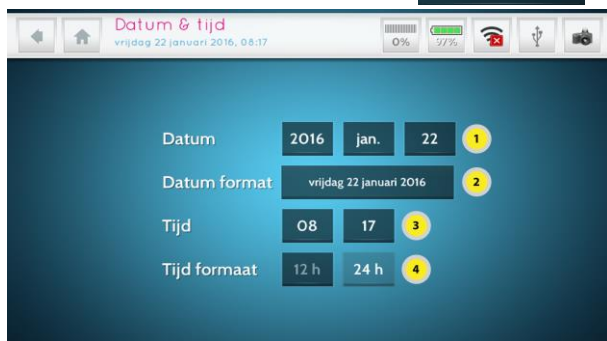 Datum & tijd
vrijdag 22 januari 2016, 08:17
0% 97%
Datum 2016 jan. 22 1
Datum format vrijdag 22 januari 2016 2
Tijd 08 17 3
Tijd formaat 12 h 24 h 4